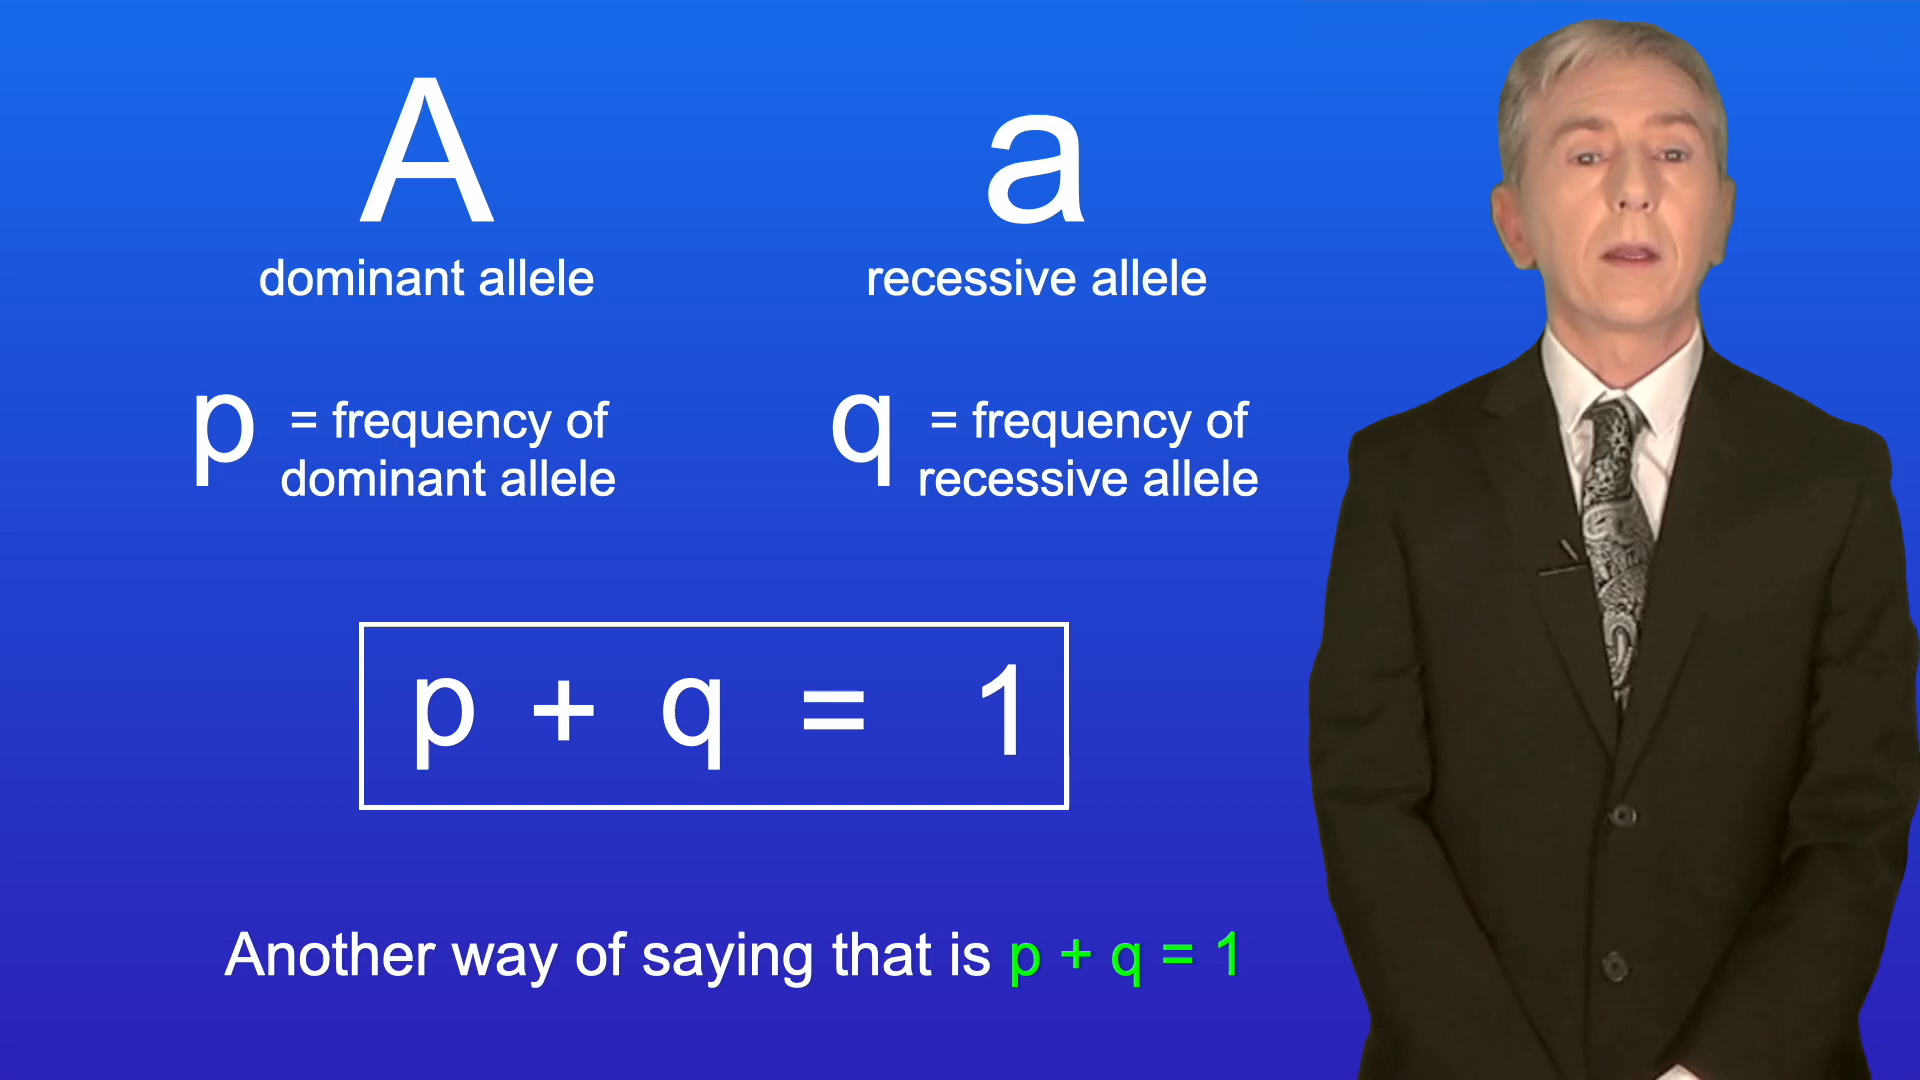 A
a
dominant allele
recessive allele
p = frequency of
dominant allele
q = frequency of
recessive allele
p + q = 1
Another way of saying that is p + q = 1